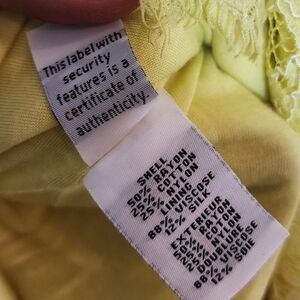 This label with
security
features is a
certificate of
authenticity.
SHELL
50% RAYON
25% COTTON
25% NYLON
LINING
88% VISCOSE
12% SILK
EXTERIEUR
50% RAYON
25% COTON
25% NYLON
DOUBLURE
88% VISCOSE
12% SOIE